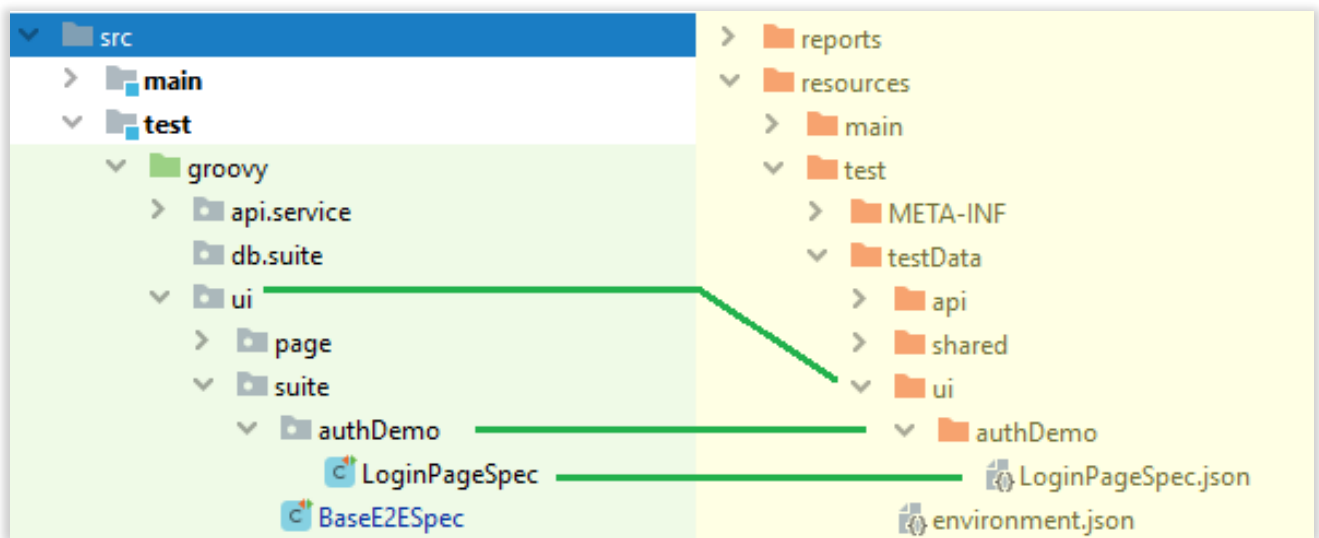 src
main
test
groovy
api.service
db.suite
ui
page
suite
authDemo
LoginPageSpec
BaseE2ESpec
reports
resources
main
test
META-INF
testData
api
shared
ui
authDemo
LoginPageSpec.json
environment.json